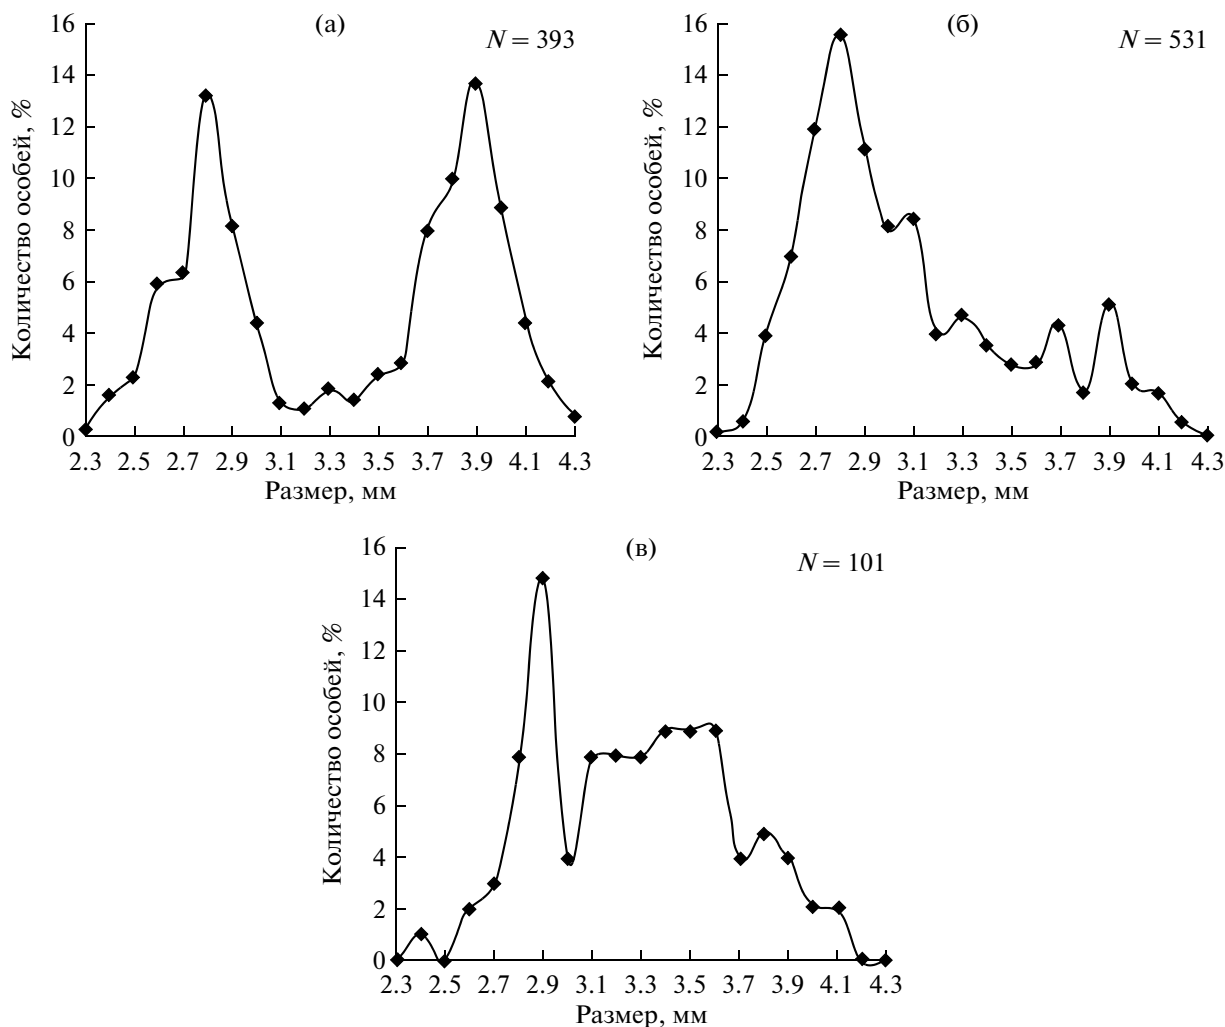 (а)
N = 393
Количество особей, %
16
14
12
10
8
6
4
2
0
2.3 2.5 2.7 2.9 3.1 3.3 3.5 3.7 3.9 4.1 4.3
Размер, мм
(б)
N = 531
Количество особей, %
16
14
12
10
8
6
4
2
0
2.3 2.5 2.7 2.9 3.1 3.3 3.5 3.7 3.9 4.1 4.3
Размер, мм
(в)
N = 101
Количество особей, %
16
14
12
10
8
6
4
2
0
2.3 2.5 2.7 2.9 3.1 3.3 3.5 3.7 3.9 4.1 4.3
Размер, мм